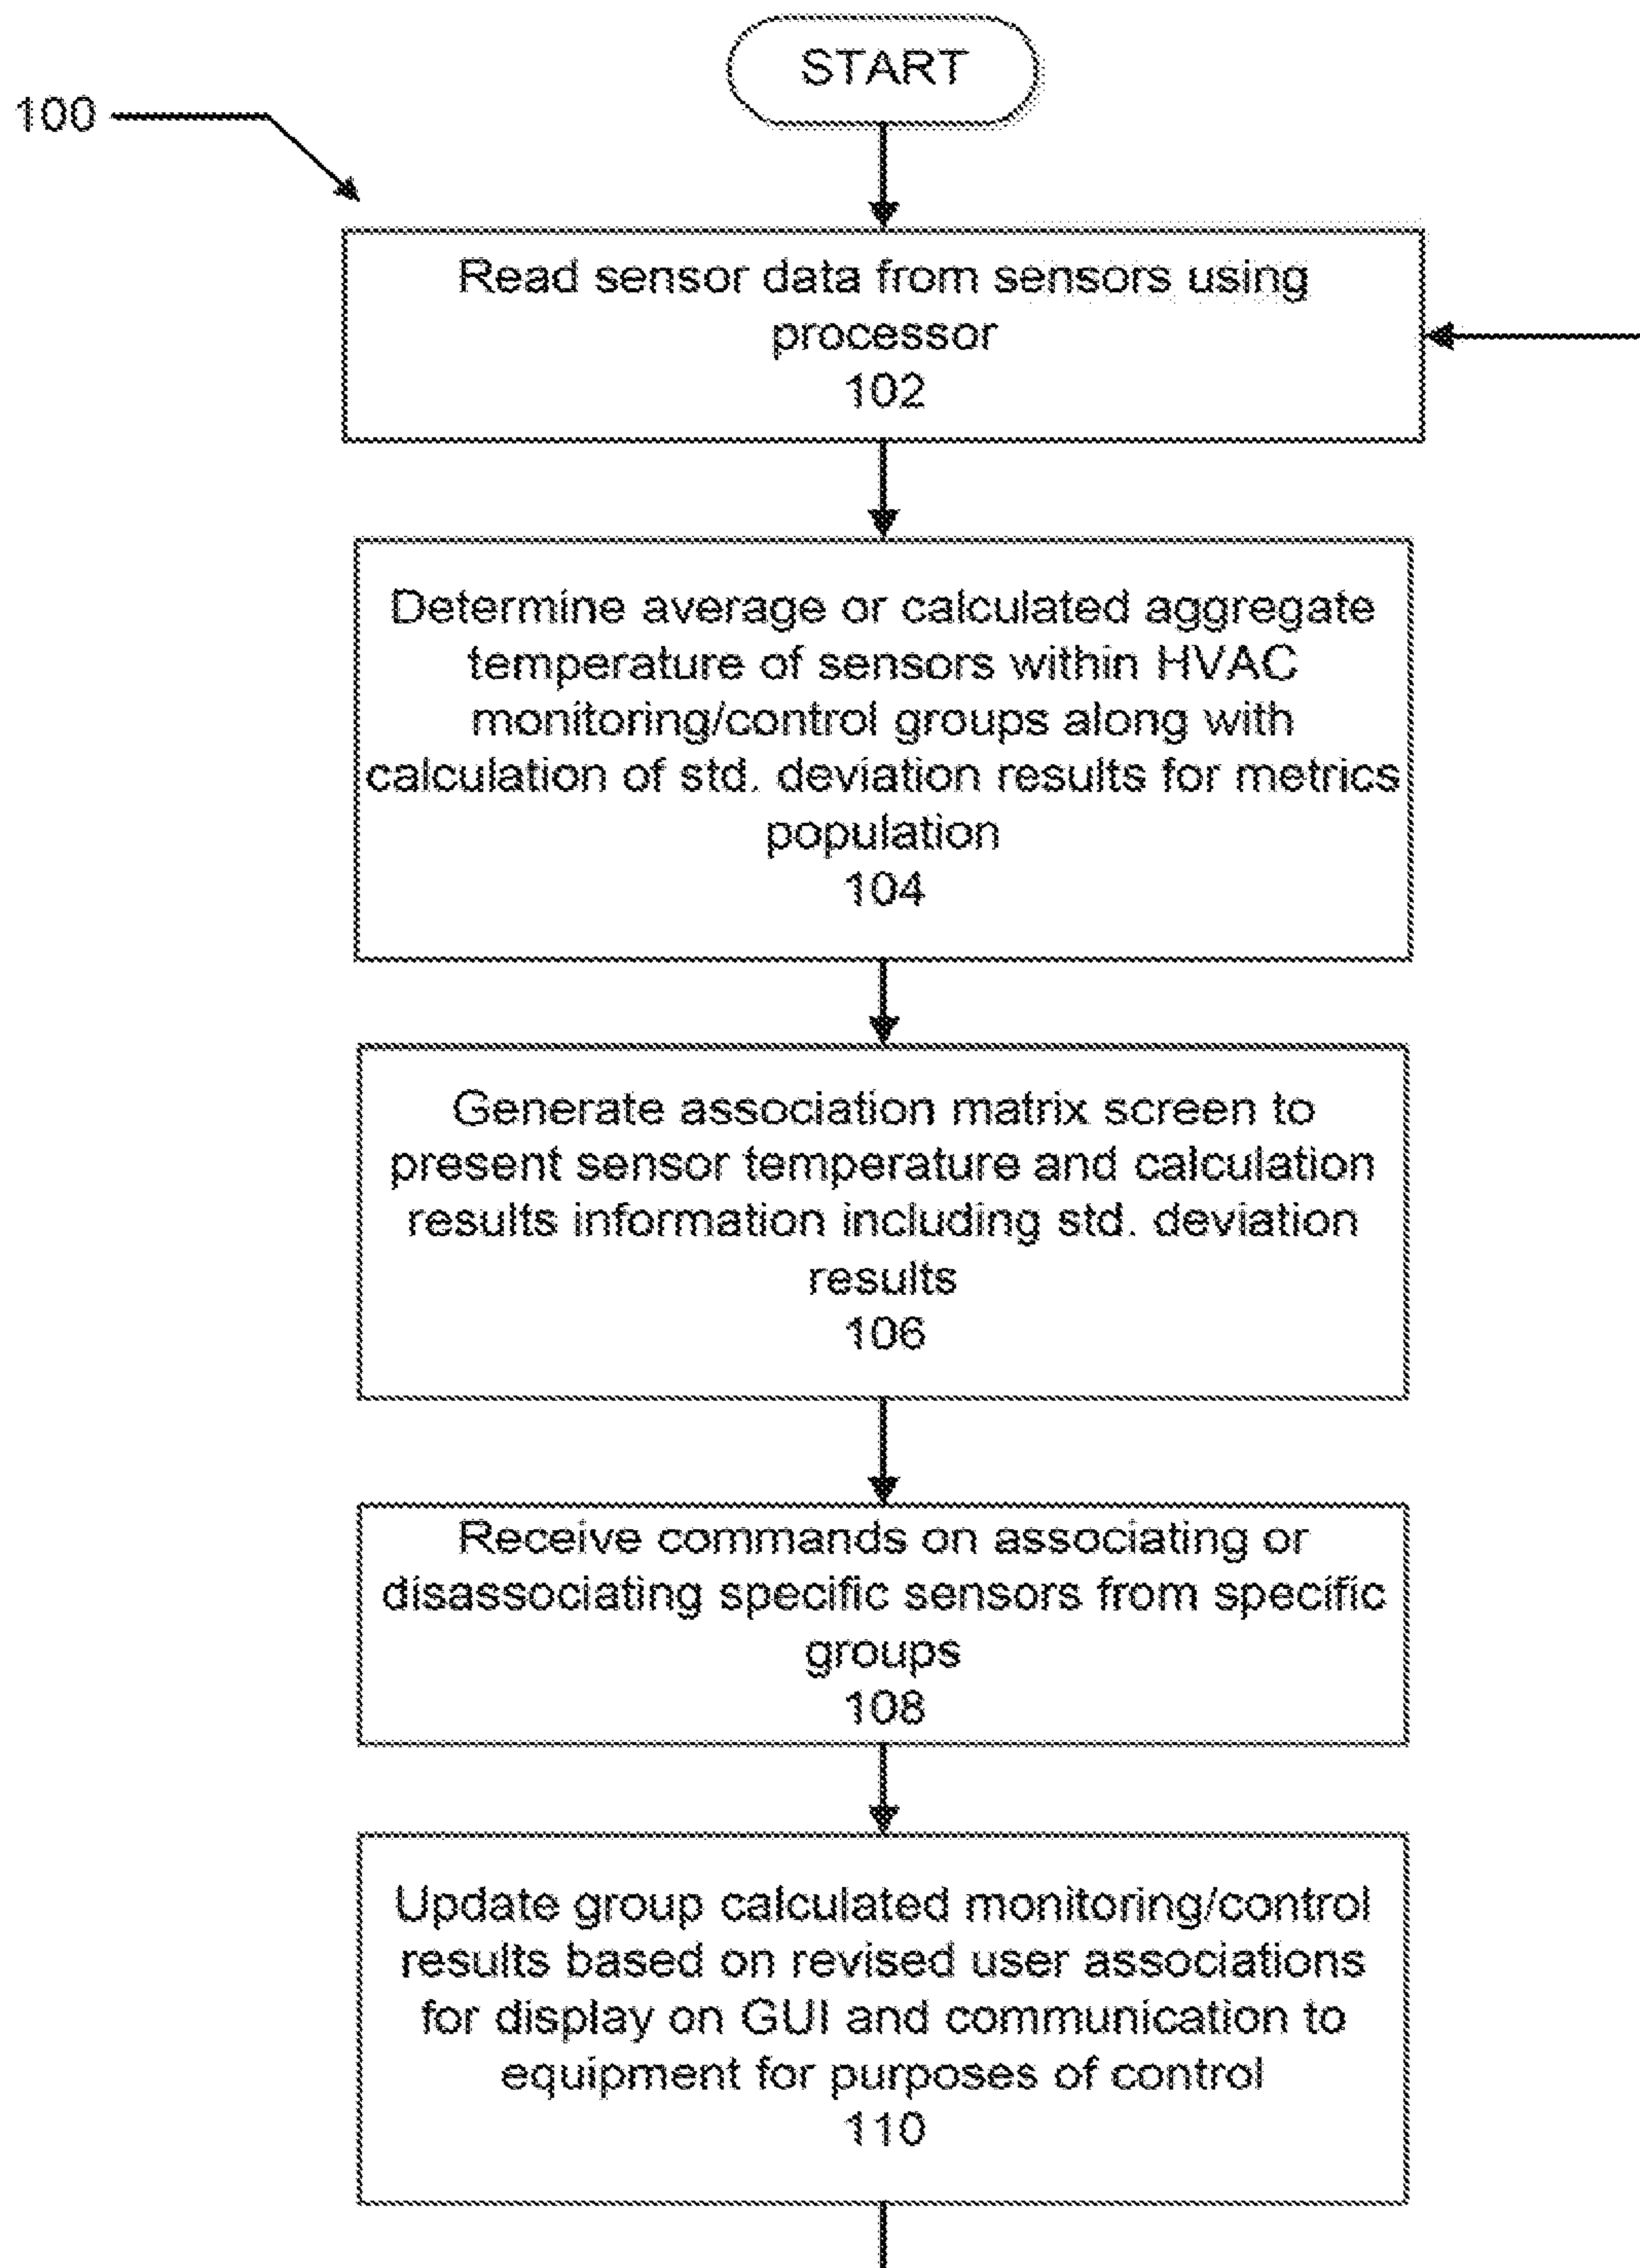 START
100
Read sensor data from sensors using
processor
102
Determine average or calculated aggregate
temperature of sensors within HVAC
monitoring/control groups along with
calculation of std. deviation results for metrics
population
104
Generate association matrix screen to
present sensor temperature and calculation
results information including std. deviation
results
106
Receive commands on associating or
disassociating specific sensors from specific
groups
108
Update group calculated monitoring/control
results based on revised user associations
for display on GUI and communication to
equipment for purposes of control
110